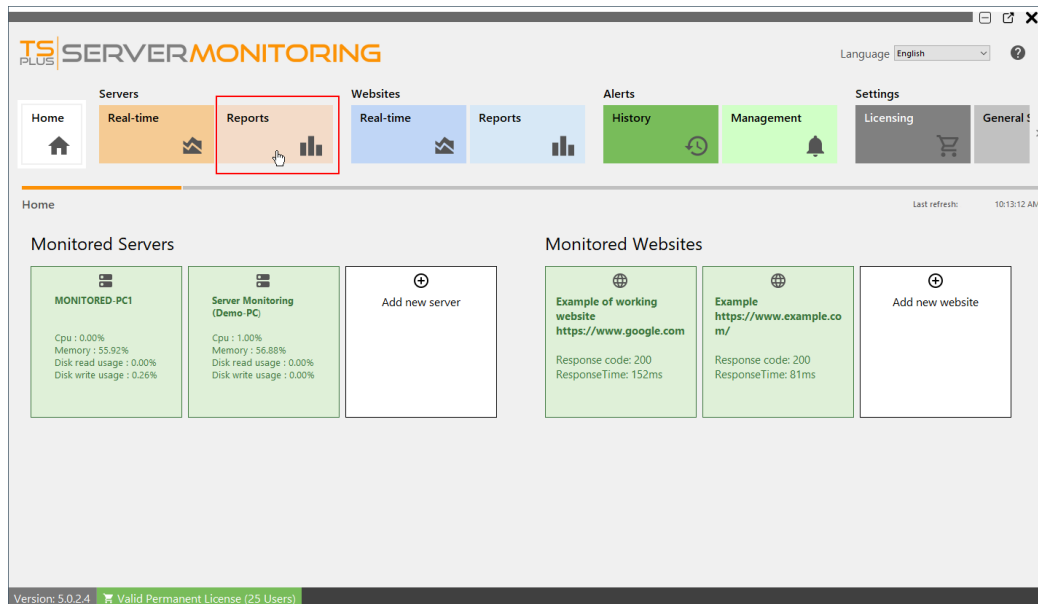 TS PLUS SERVERMONITORING
Language English
Servers
Websites
Alerts
Settings
Home
Real-time
Reports
Real-time
Reports
History
Management
Licensing
General S
Home
Last refresh: 10:13:12 AM
Monitored Servers
MONITORED-PC1
Cpu : 0.00%
Memory : 55.92%
Disk read usage : 0.00%
Disk write usage : 0.26%
Server Monitoring
(Demo-PC)
Cpu : 1.00%
Memory : 56.88%
Disk read usage : 0.00%
Disk write usage : 0.00%
Add new server
Monitored Websites
Example of working
website
https://www.google.com
Response code: 200
ResponseTime: 152ms
Example
https://www.example.co
m/
Response code: 200
ResponseTime: 81ms
Add new website
Version: 5.0.2.4
Valid Permanent License (25 Users)